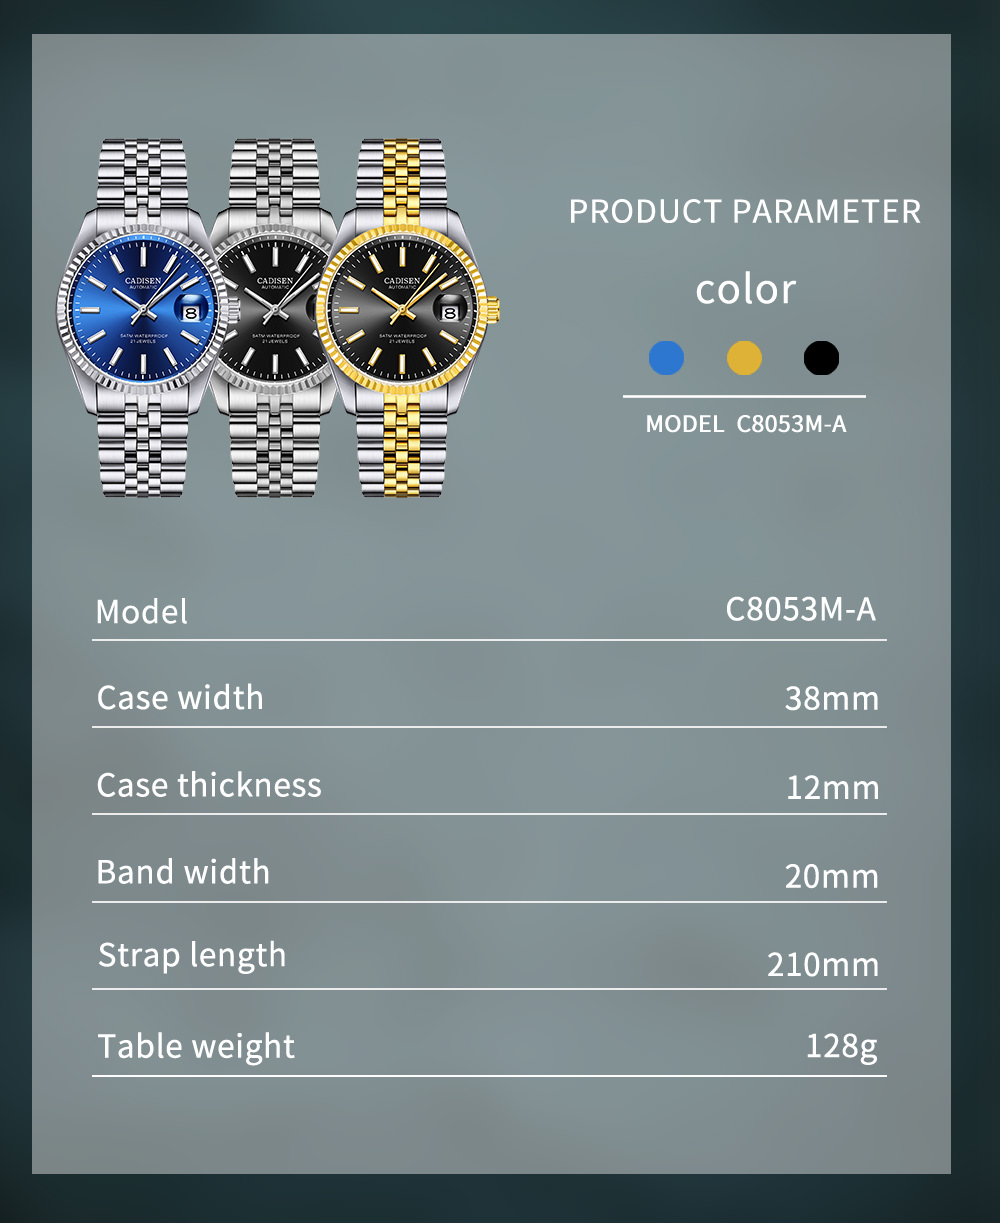 CADISEN
AUTOMATIC
8
5ATM WATERPROOF
21 JEWELS
CADISEN
AUTOMATIC
5ATM WATERPROOF
21 JEWELS
CADISEN
AUTOMATIC
8
5ATM WATERPROOF
21 JEWELS
PRODUCT PARAMETER
color
MODEL C8053M-A
Model C8053M-A
Case width 38mm
Case thickness 12mm
Band width 20mm
Strap length 210mm
Table weight 128g